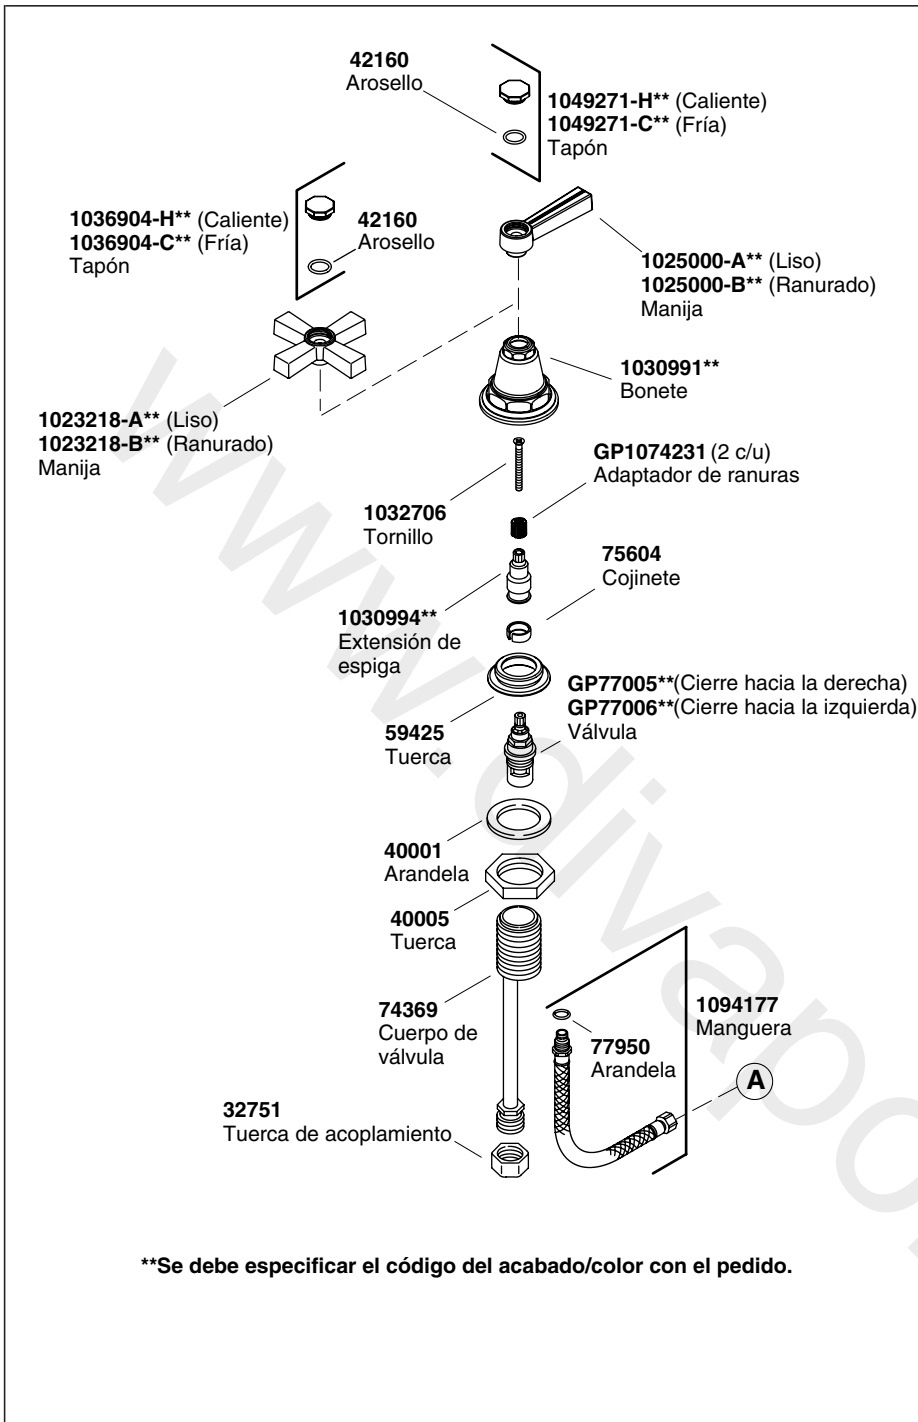 42160
Arosello
1049271-H** (Caliente)
1049271-C** (Fría)
Tapón
1036904-H** (Caliente)
1036904-C** (Fría)
Tapón
42160
Arosello
1025000-A** (Liso)
1025000-B** (Ranurado)
Manija
1030991**
Bonete
1023218-A** (Liso)
1023218-B** (Ranurado)
Manija
GP1074231 (2 c/u)
Adaptador de ranuras
1032706
Tornillo
75604
Cojinete
1030994**
Extensión de
espiga
GP77005**(Cierre hacia la derecha)
GP77006**(Cierre hacia la izquierda)
Válvula
59425
Tuerca
40001
Arandela
40005
Tuerca
74369
Cuerpo de
válvula
1094177
Manguera
77950
Arandela
A
32751
Tuerca de acoplamiento
**Se debe especificar el código del acabado/color con el pedido.
www.divapo